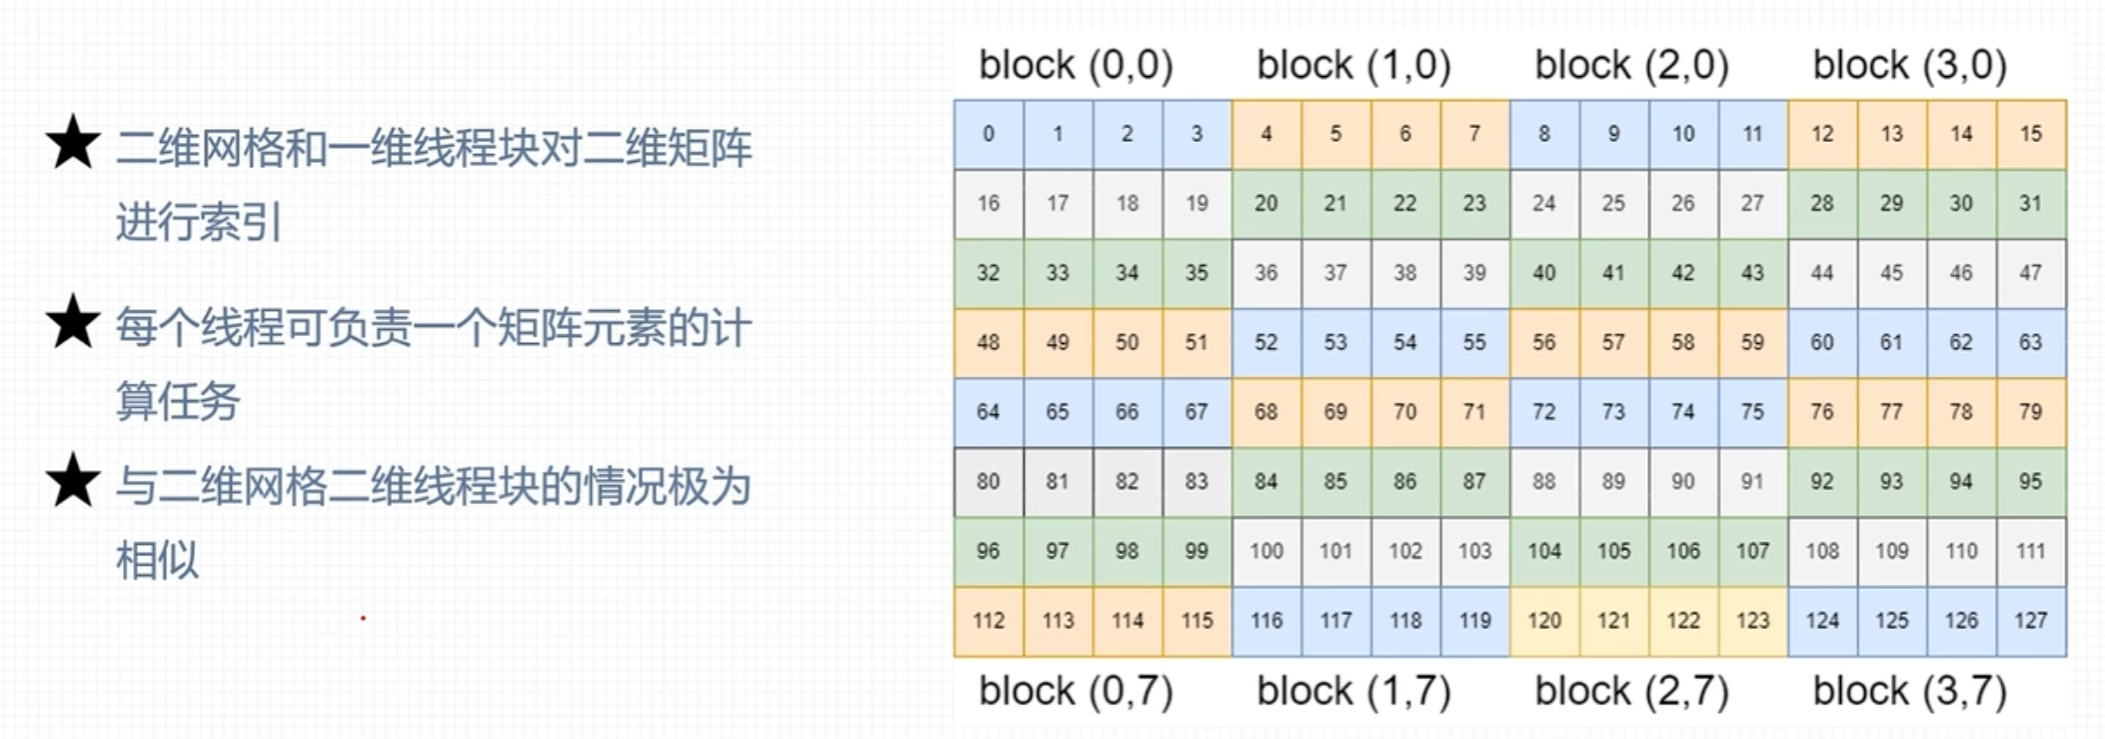 ★ 二维网格和一维线程块对二维矩阵
进行索引
★ 每个线程可负责一个矩阵元素的计
算任务
★ 与二维网格二维线程块的情况极为
相似
block (0,0) block (1,0) block (2,0) block (3,0)
0 1 2 3 4 5 6 7 8 9 10 11 12 13 14 15
16 17 18 19 20 21 22 23 24 25 26 27 28 29 30 31
32 33 34 35 36 37 38 39 40 41 42 43 44 45 46 47
48 49 50 51 52 53 54 55 56 57 58 59 60 61 62 63
64 65 66 67 68 69 70 71 72 73 74 75 76 77 78 79
80 81 82 83 84 85 86 87 88 89 90 91 92 93 94 95
96 97 98 99 100 101 102 103 104 105 106 107 108 109 110 111
112 113 114 115 116 117 118 119 120 121 122 123 124 125 126 127
block (0,7) block (1,7) block (2,7) block (3,7)